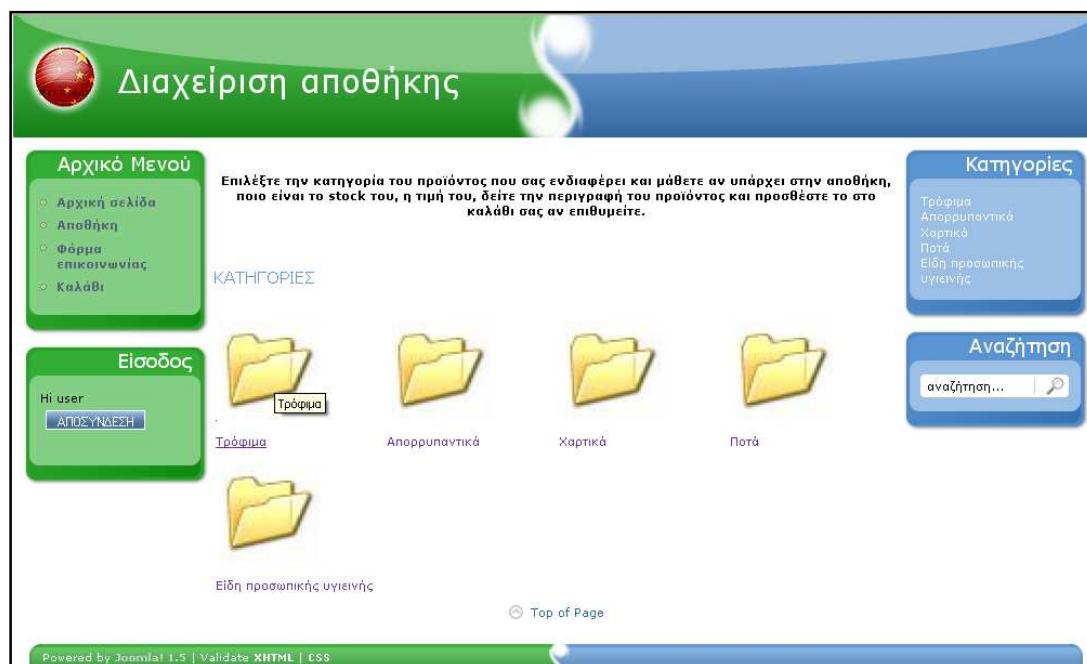 Διαχείριση αποθήκης
Αρχικό Μενού
Αρχική σελίδα
Αποθήκη
Φόρμα
επικοινωνίας
Καλάθι
Είσοδος
Hi user
ΑΠΟΣΥΝΔΕΣΗ
Επιλέξτε την κατηγορία του προϊόντος που σας ενδιαφέρει και μάθετε αν υπάρχει στην αποθήκη,
ποιο είναι το stock του, η τιμή του, δείτε την περιγραφή του προϊόντος και προσθέστε το στο
καλάθι σας αν επιθυμείτε.
ΚΑΤΗΓΟΡΙΕΣ
Τρόφιμα
Τρόφιμα
Απορρυπαντικά
Χαρτικά
Ποτά
Είδη προσωπικής υγιεινής
Top of Page
Κατηγορίες
Τρόφιμα
Απορρυπαντικά
Χαρτικά
Ποτά
Είδη προσωπικής
υγιεινής
Αναζήτηση
αναζήτηση...
Powered by Joomla! 1.5 | Validate XHTML | CSS